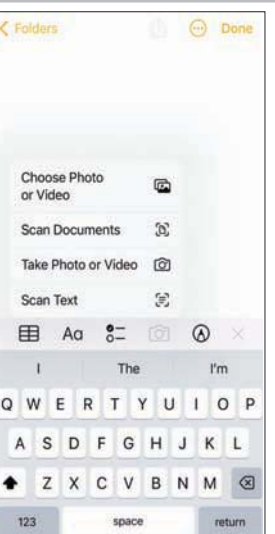 Folders Done
Choose Photo
or Video
Scan Documents
Take Photo or Video
Scan Text
Aa
I The I'm
Q W E R T Y U I O P
A S D F G H J K L
Z X C V B N M
123 space return